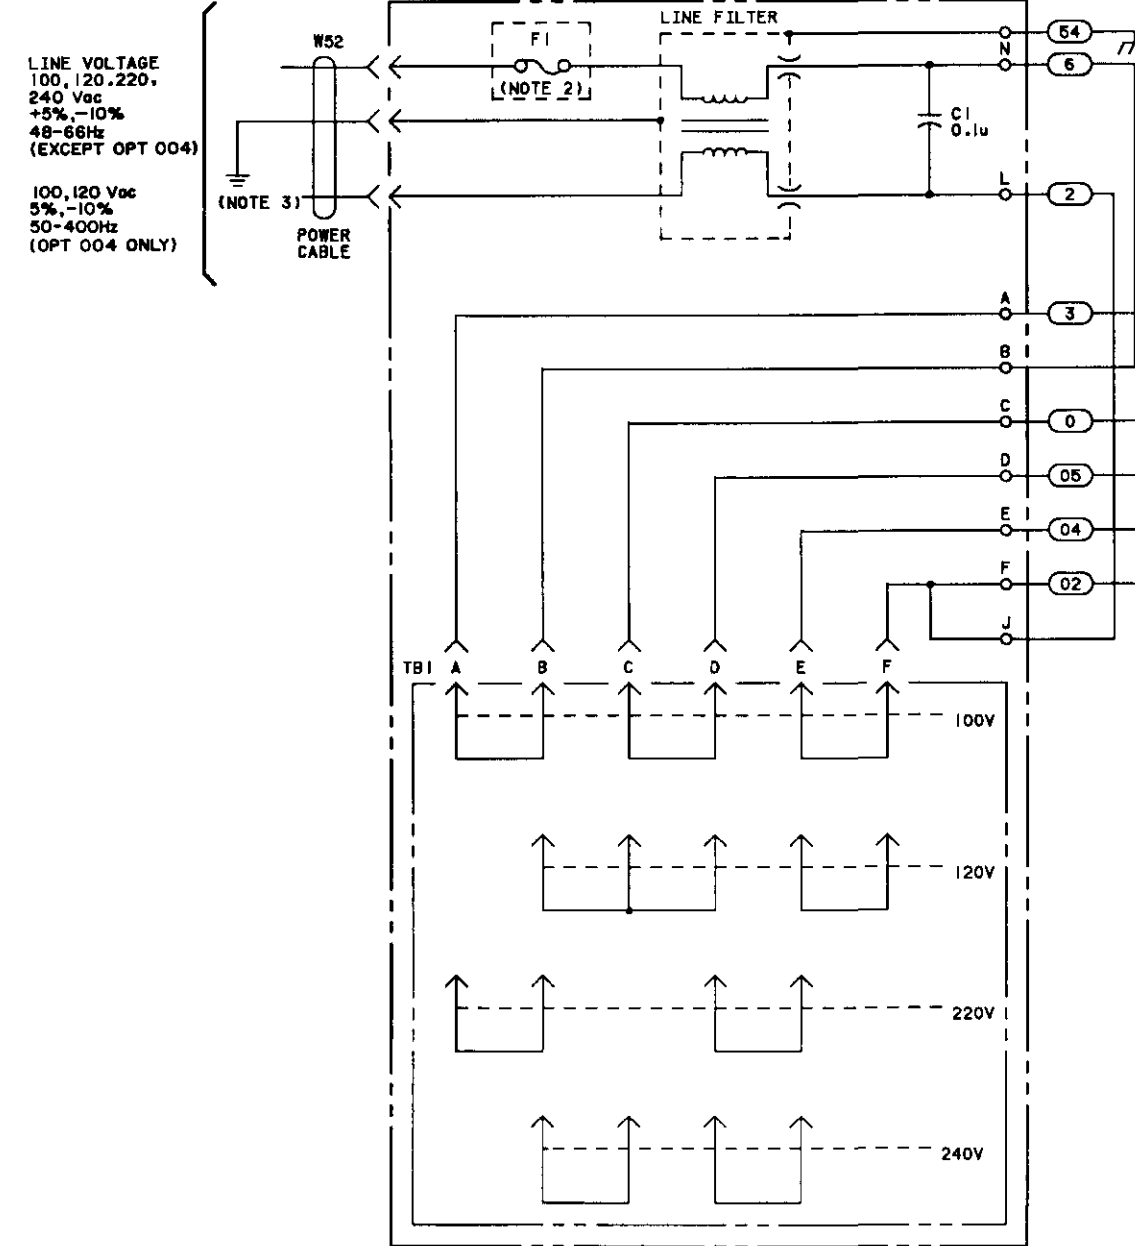 LINE VOLTAGE
100,120.220,
240 Vac
+5%,-10%
48-66Hz
(EXCEPT OPT 004)
100,120 Vac
5%,-10%
50-400Hz
(OPT 004 ONLY)
W52
(NOTE 3)
POWER
CABLE
F1
(NOTE 2)
LINE FILTER
C1
0.1u
54
N
6
L
2
A
3
B
C
0
D
05
E
04
F
02
J
TB1 A B C D E F
100V
120V
220V
240V